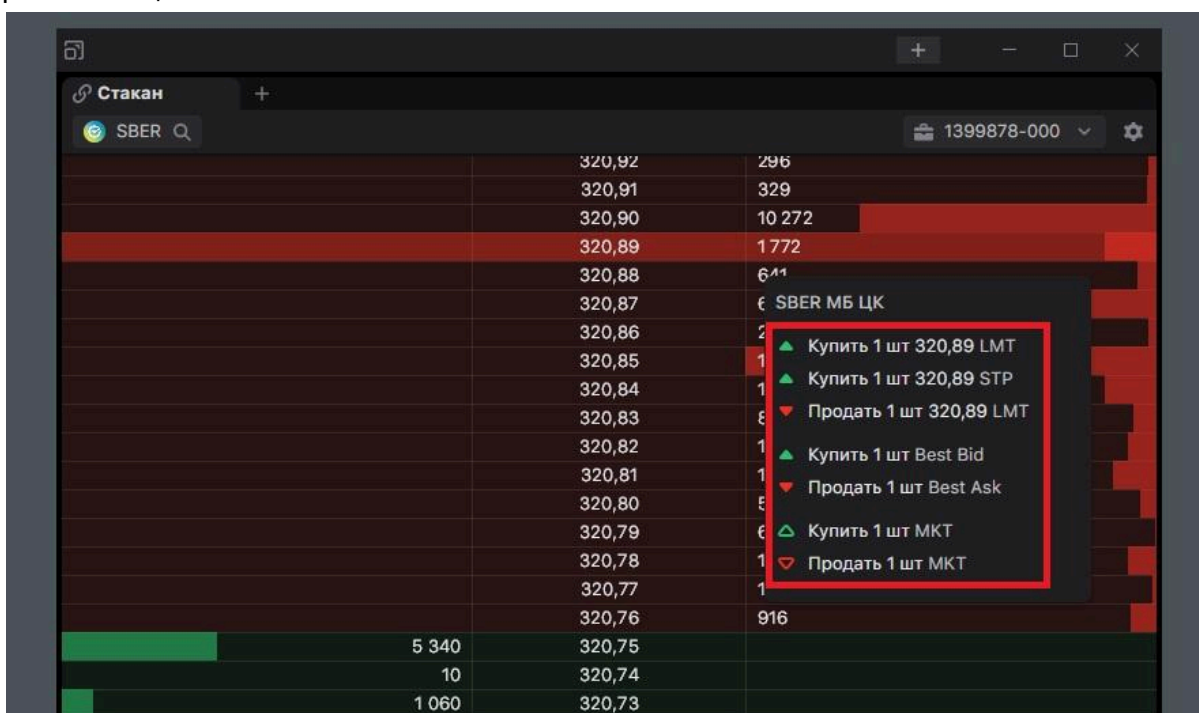 Стакан
SBER
1399878-000
320,92 296
320,91 329
320,90 10 272
320,89 1 772
320,88 641
SBER МБ ЦК
320,87
320,86
Купить 1 шт 320,89 LMT
320,85
Купить 1 шт 320,89 STP
320,84
Продать 1 шт 320,89 LMT
320,83
320,82
Купить 1 шт Best Bid
320,81
Продать 1 шт Best Ask
320,80
320,79
Купить 1 шт MKT
320,78
Продать 1 шт MKT
320,77
320,76 916
5 340 320,75
10 320,74
1 060 320,73